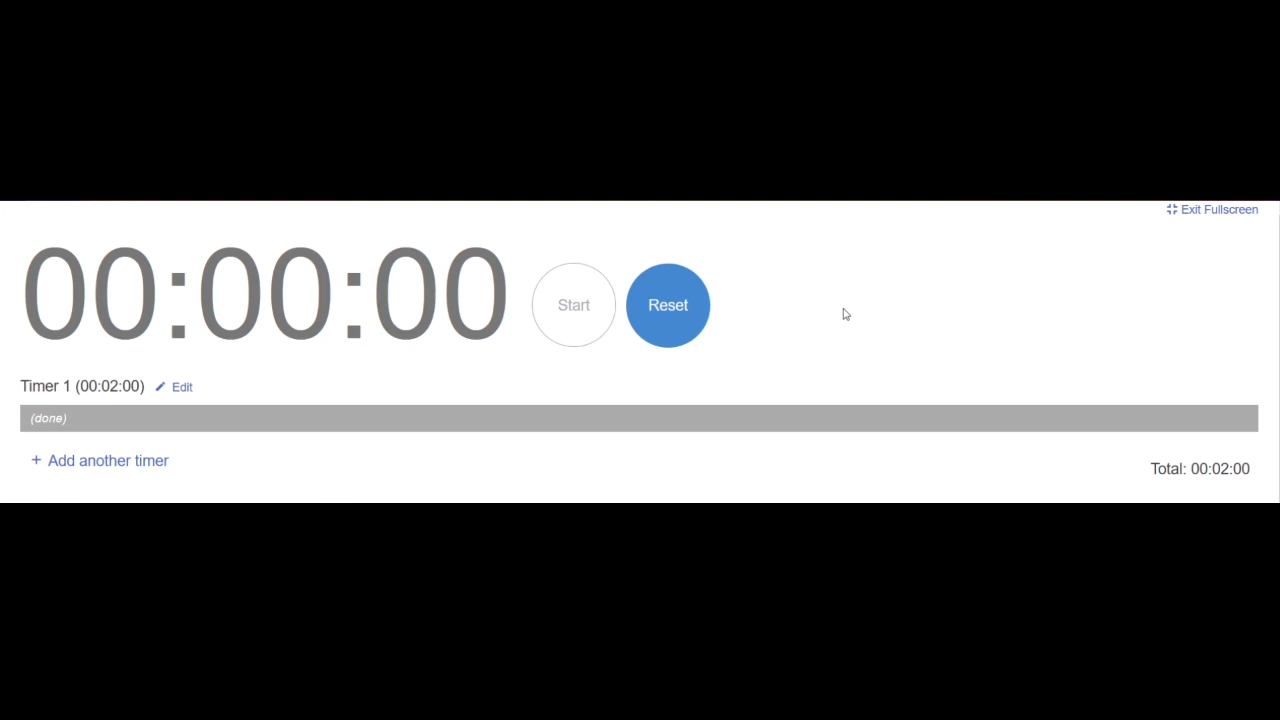 Exit Fullscreen
00:00:00
Start
Reset
Timer 1 (00:02:00) Edit
(done)
+ Add another timer
Total: 00:02:00